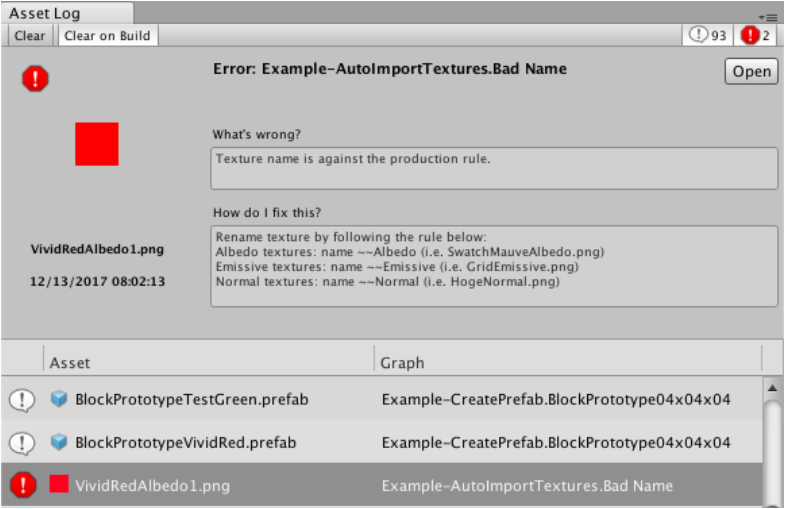 Asset Log
Clear Clear on Build 93 2
Error: Example-AutoImportTextures.Bad Name
Open
What's wrong?
Texture name is against the production rule.
How do I fix this?
Rename texture by following the rule below:
Albedo textures: name ~~Albedo (i.e. SwatchMauveAlbedo.png)
Emissive textures: name ~~Emissive (i.e. GridEmissive.png)
Normal textures: name ~~Normal (i.e. HogeNormal.png)
VividRedAlbedo1.png
12/13/2017 08:02:13
Asset Graph
BlockPrototypeTestGreen.prefab Example-CreatePrefab.BlockPrototype04x04x04
BlockPrototypeVividRed.prefab Example-CreatePrefab.BlockPrototype04x04x04
VividRedAlbedo1.png Example-AutoImportTextures.Bad Name